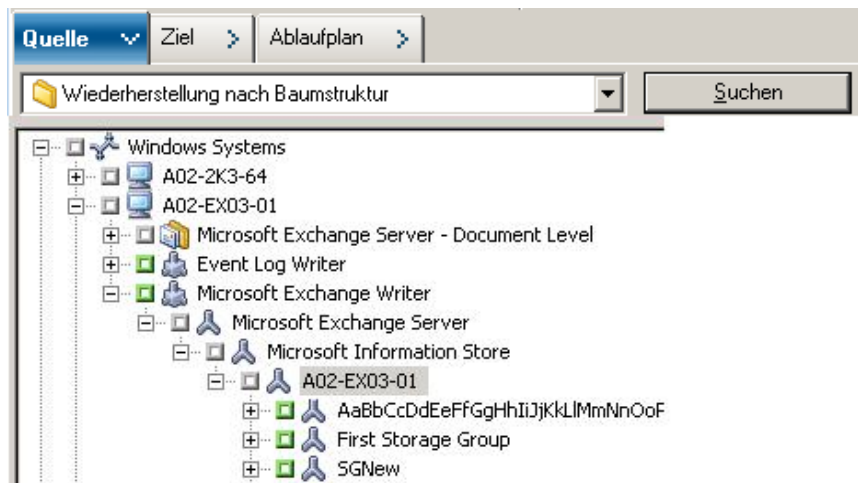 Quelle Ziel Ablaufplan
Wiederherstellung nach Baumstruktur Suchen
Windows Systems
A02-2K3-64
A02-EX03-01
Microsoft Exchange Server - Document Level
Event Log Writer
Microsoft Exchange Writer
Microsoft Exchange Server
Microsoft Information Store
A02-EX03-01
AaBbCcDdEeFfGgHhIiJjKkLlMmNnOoF
First Storage Group
SGNew